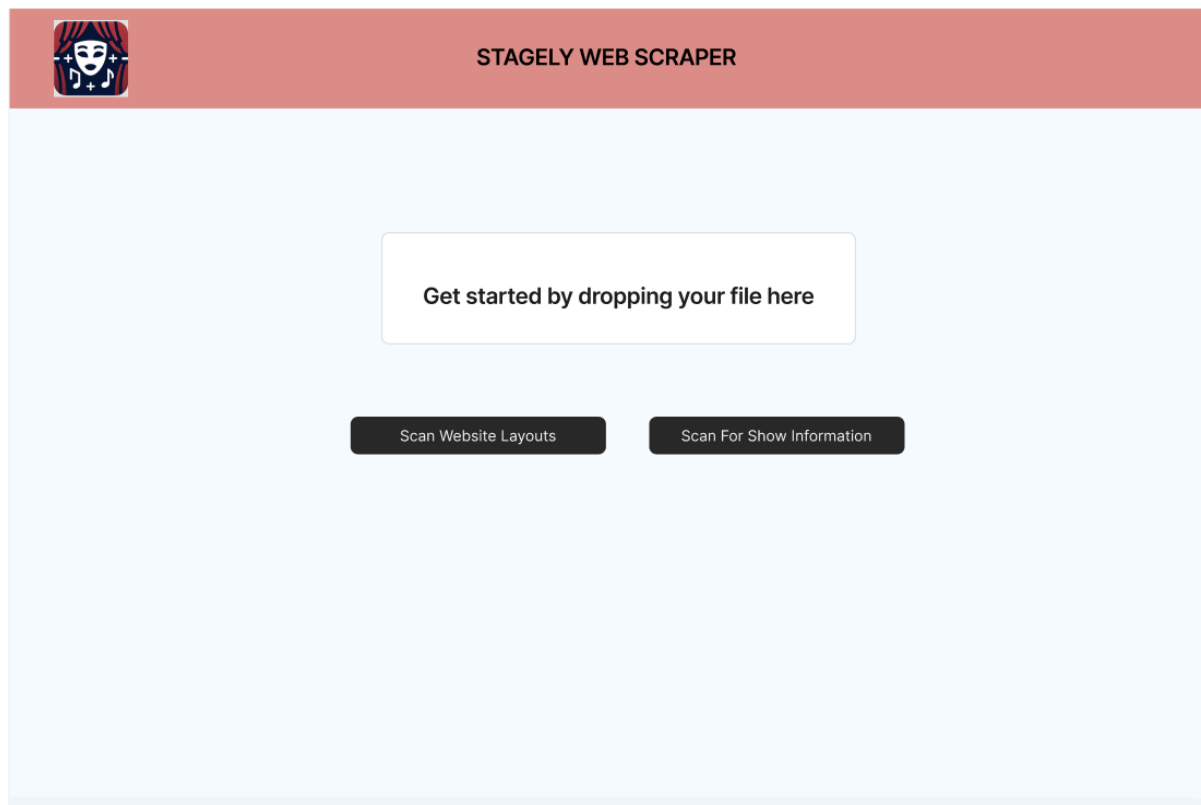 STAGELY WEB SCRAPER
Get started by dropping your file here
Scan Website Layouts
Scan For Show Information